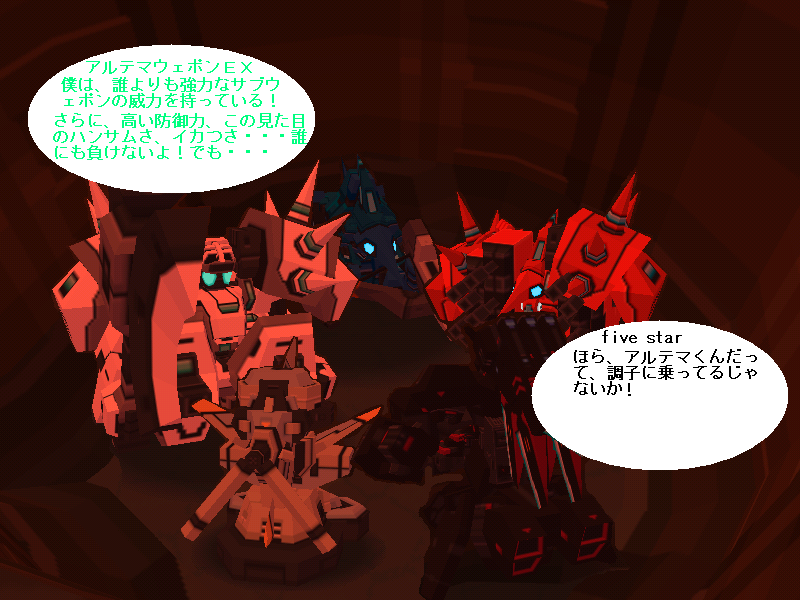 アルテマウェポンＥＸ
僕は、誰よりも強力なサブウ
ェポンの威力を持っている！
さらに、高い防御力、この見た目
のハンサムさ、イカつさ・・・誰
にも負けないよ！でも・・・
five star
ほら、アルテマくんだっ
て、調子に乗ってるじゃ
ないか！